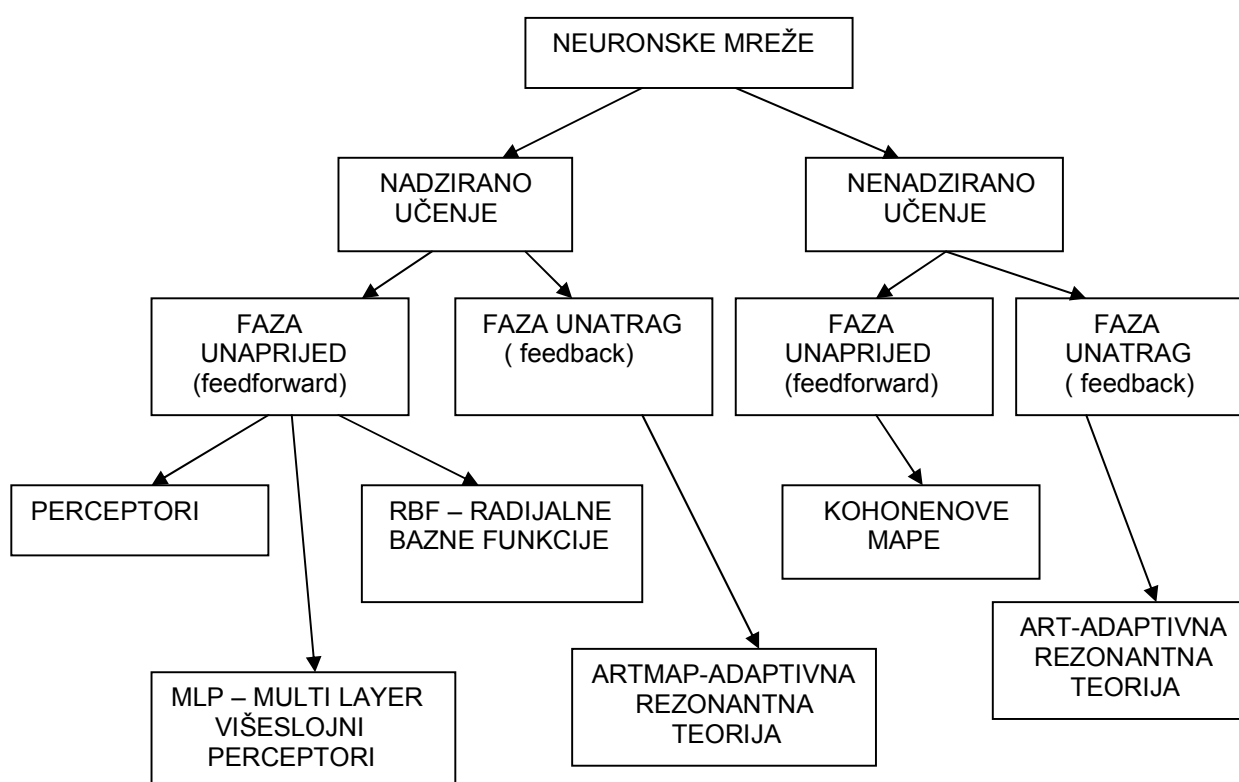 NEURONSKE MREŽE
NADZIRANO
UČENJE
NENADZIRANO
UČENJE
FAZA
UNAPRIJED
(feedforward)
FAZA UNATRAG
( feedback)
FAZA
UNAPRIJED
(feedforward)
FAZA
UNATRAG
( feedback)
PERCEPTORI
RBF – RADIJALNE
BAZNE FUNKCIJE
KOHONENOVE
MAPE
ART-ADAPTIVNA
REZONANTNA
TEORIJA
MLP – MULTI LAYER
VIŠESLOJNI
PERCEPTORI
ARTMAP-ADAPTIVNA
REZONANTNA
TEORIJA